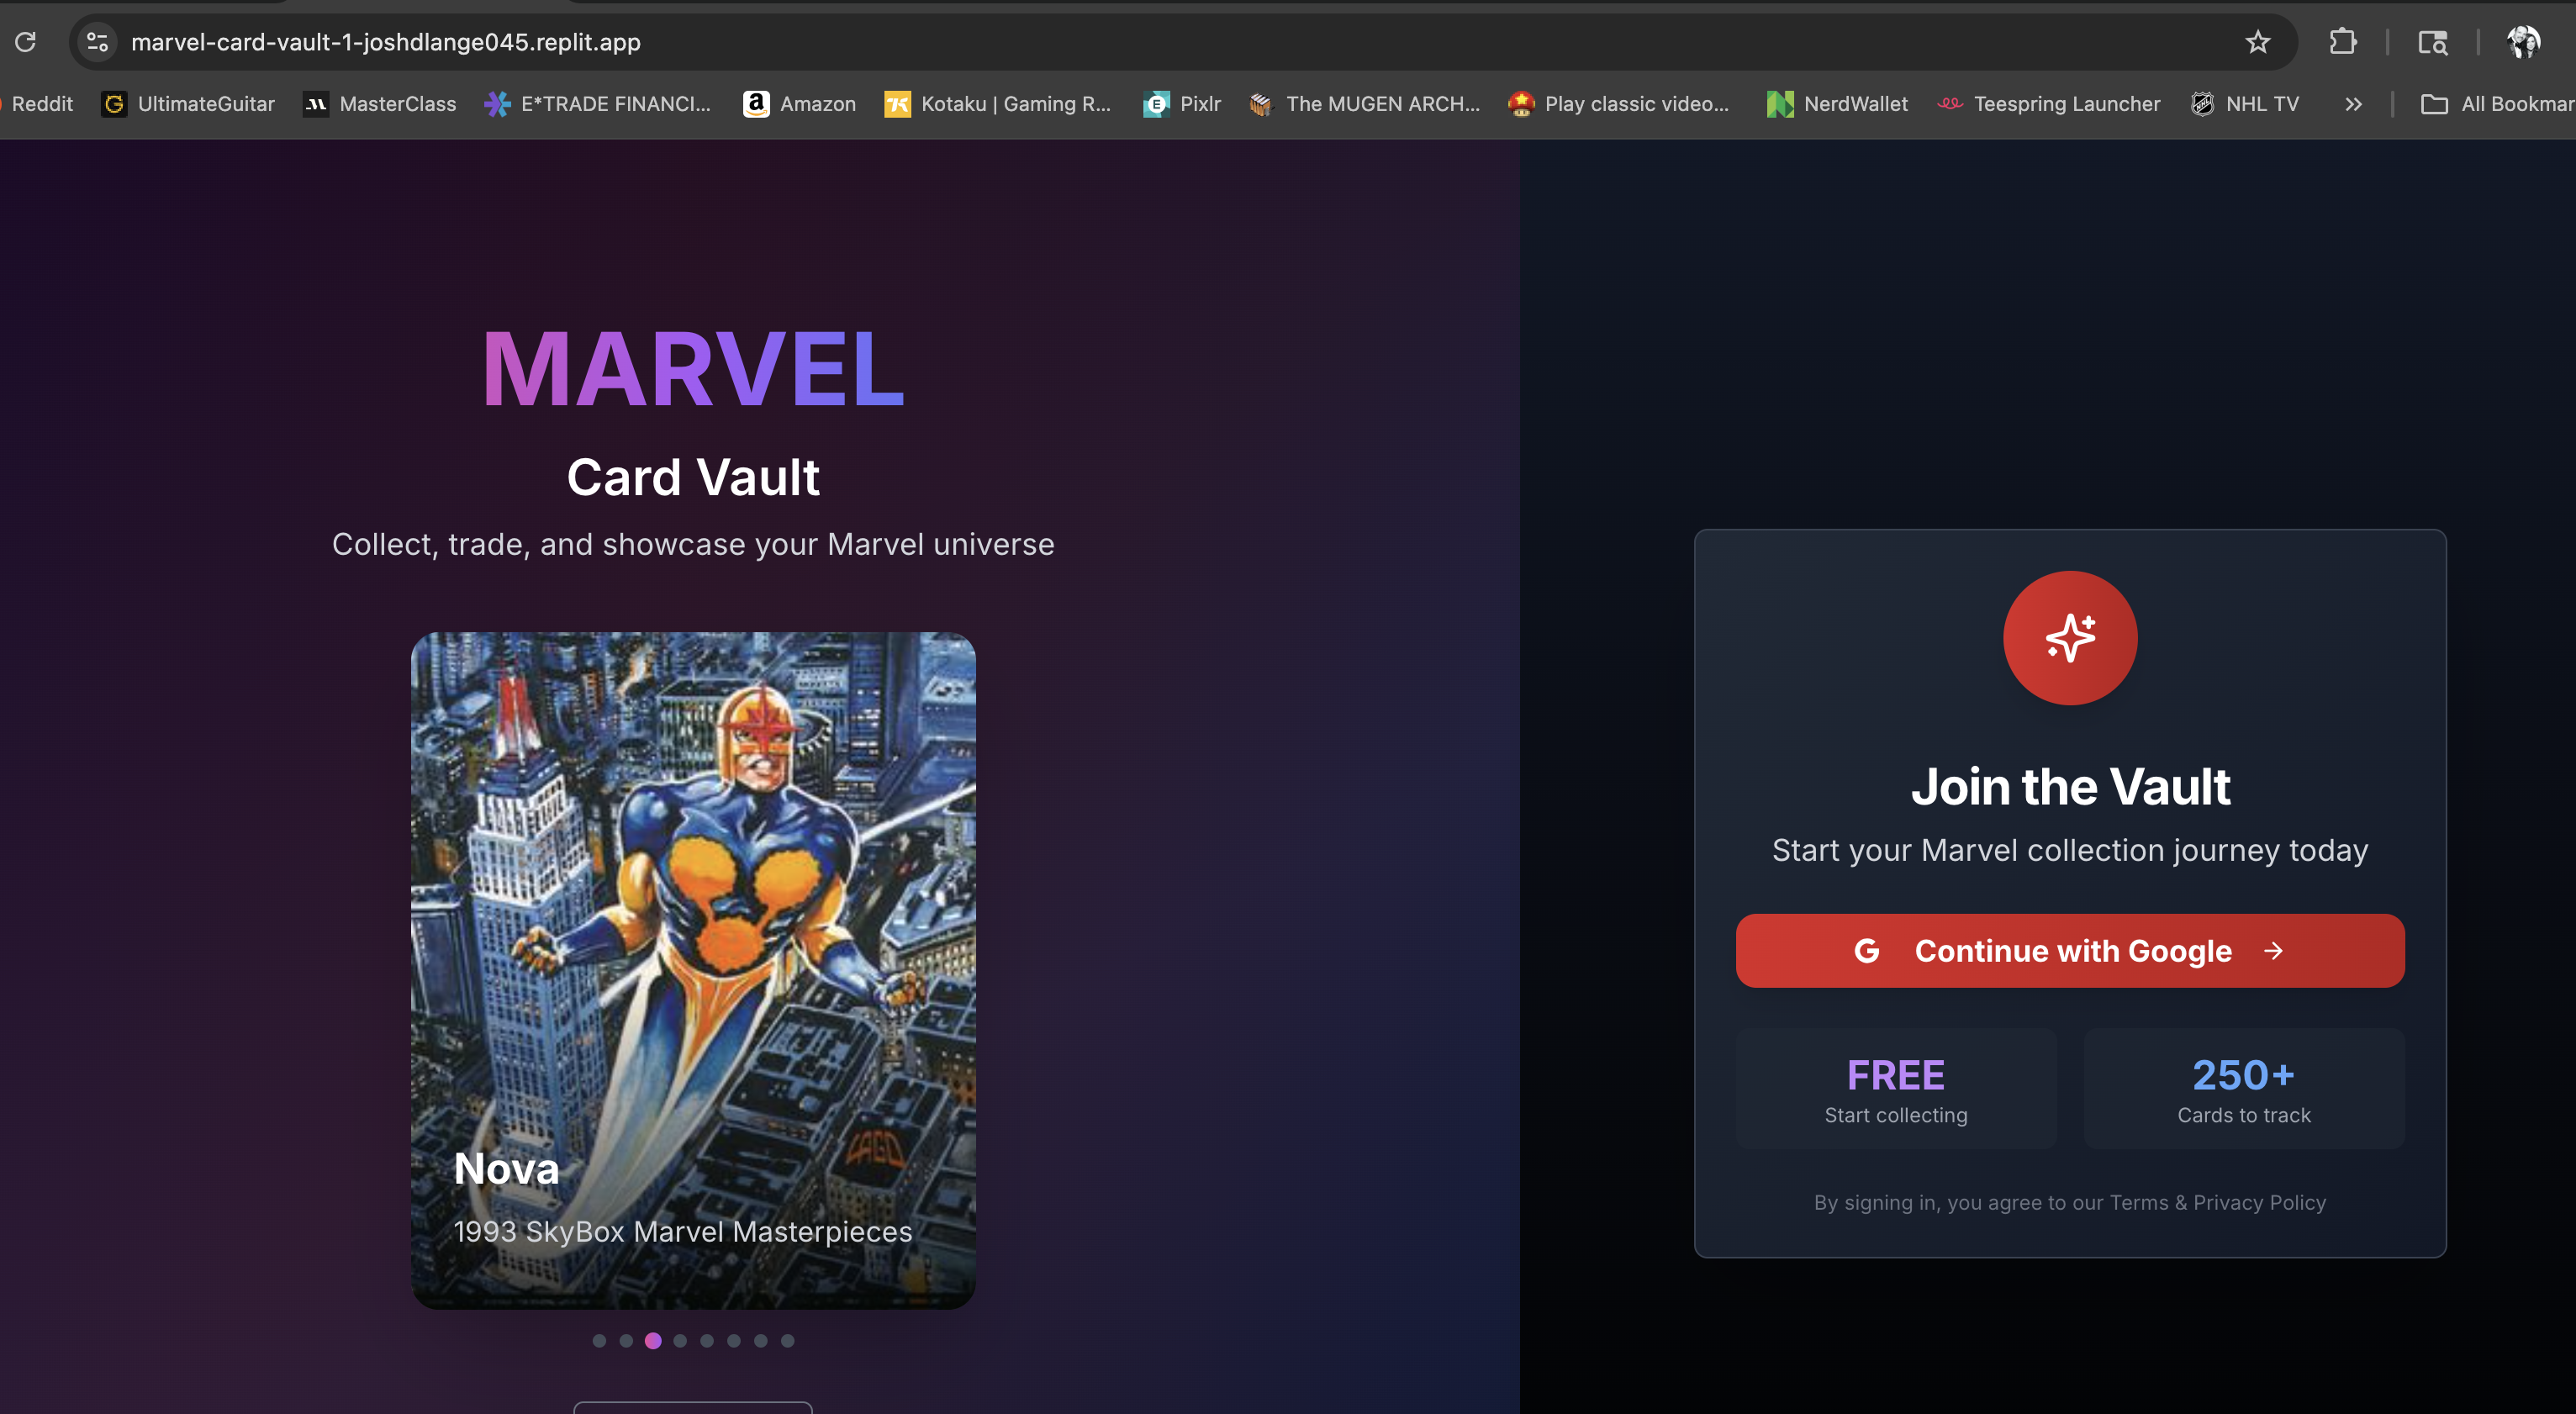 marvel-card-vault-1-joshdlange045.replit.app
Reddit UltimateGuitar MasterClass E*TRADE FINANCI... Amazon Kotaku | Gaming R... Pixlr The MUGEN ARCH... Play classic video... NerdWallet Teespring Launcher NHL TV All Bookmar
MARVEL
Card Vault
Collect, trade, and showcase your Marvel universe
LAGO
Nova
1993 SkyBox Marvel Masterpieces
Join the Vault
Start your Marvel collection journey today
G Continue with Google →
FREE
Start collecting
250+
Cards to track
By signing in, you agree to our Terms & Privacy Policy